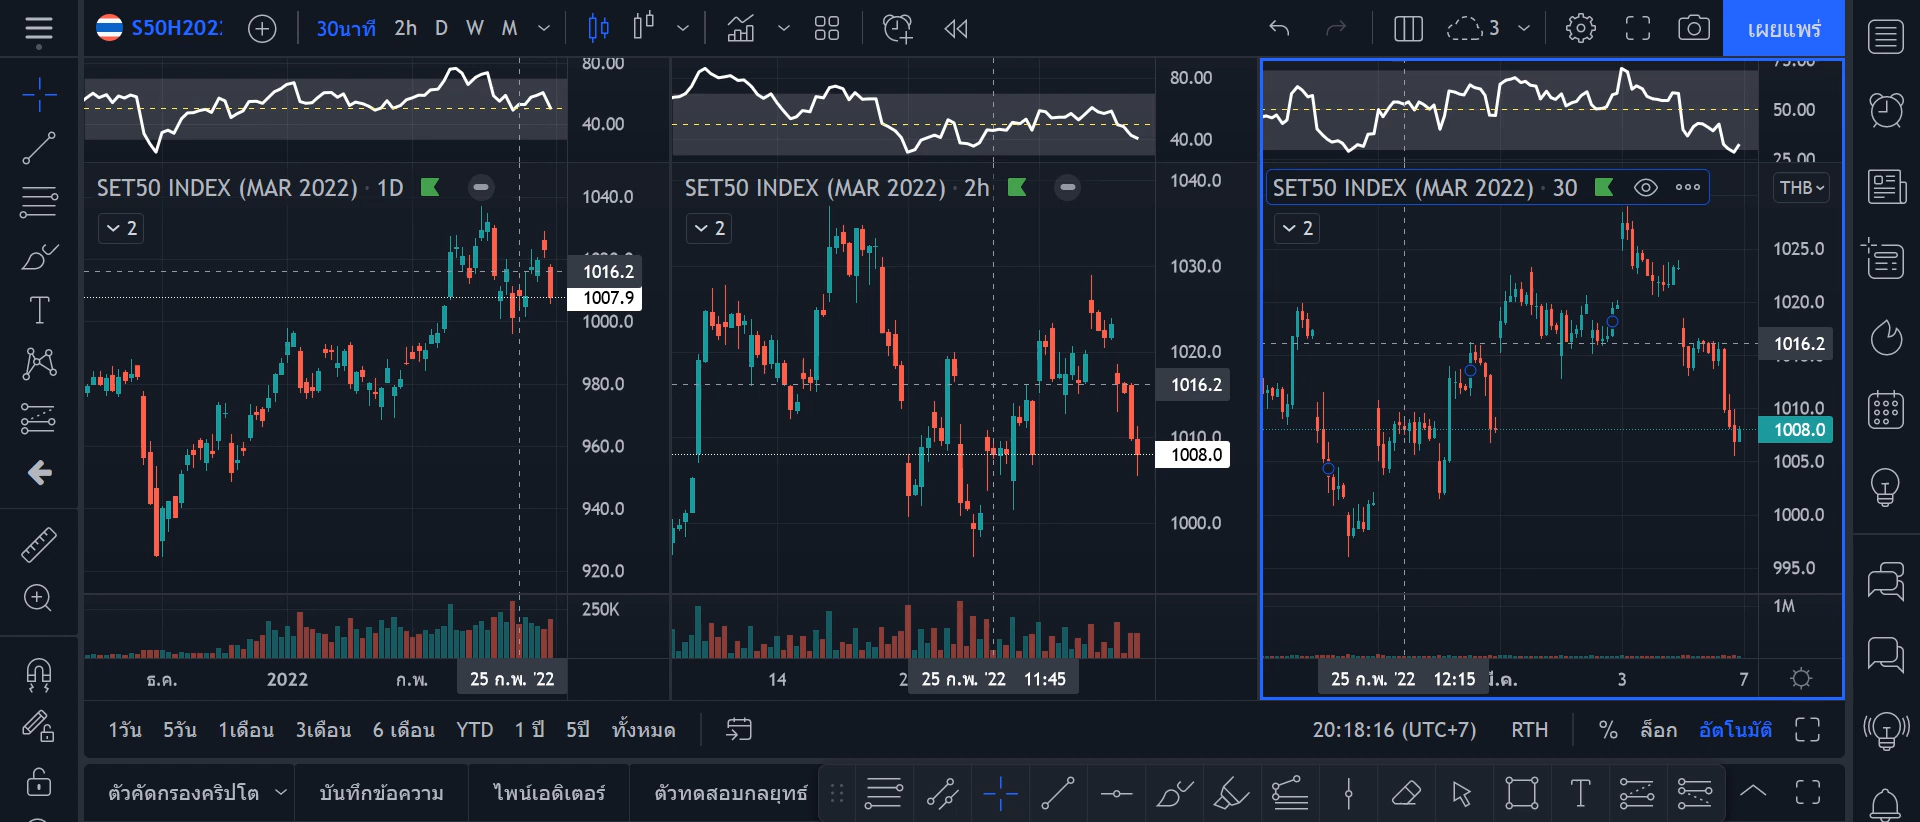 S50H202
30นาที 2h D W M
3
เผยแพร่
80.00
40.00
SET50 INDEX (MAR 2022) · 1D
2
1040.0
1016.2
1007.9
1000.0
980.0
960.0
940.0
920.0
250K
ธ.ค. 2022 ก.พ. 25 ก.พ. '22
80.00
40.00
SET50 INDEX (MAR 2022) · 2h
2
1040.0
1030.0
1020.0
1016.2
1010.0
1008.0
1000.0
14 2 25 ก.พ. '22 11:45
75.00
50.00
25.00
SET50 INDEX (MAR 2022) · 30
THB
2
1025.0
1020.0
1016.2
1010.0
1008.0
1005.0
1000.0
995.0
1M
25 ก.พ. '22 12:15 มี.ค. 3 7
1วัน 5วัน 1เดือน 3เดือน 6 เดือน YTD 1 ปี 5ปี ทั้งหมด
20:18:16 (UTC+7) RTH % ล็อก อัตโนมัติ
ตัวคัดกรองคริปโต บันทึกข้อความ ไพน์เอดิเตอร์ ตัวทดสอบกลยุทธ์